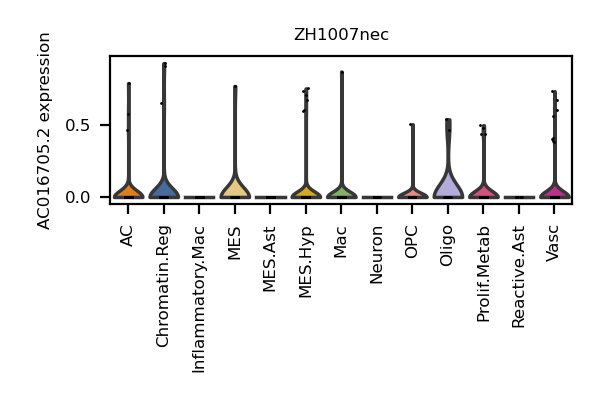 ZH1007nec
AC016705.2 expression
0.5
0.0
AC
Chromatin.Reg
Inflammatory.Mac
MES
MES.Ast
MES.Hyp
Mac
Neuron
OPC
Oligo
Prolif.Metab
Reactive.Ast
Vasc